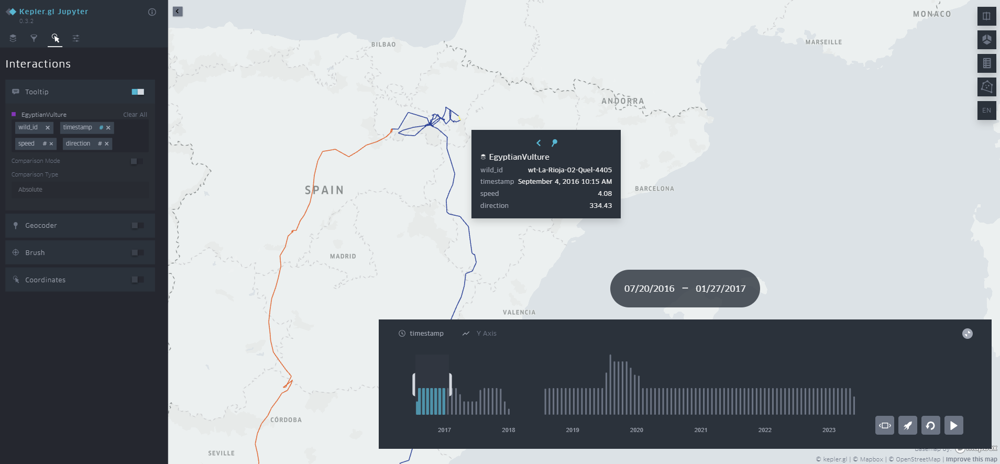 Kepler.gl Jupyter
0.3.2
Interactions
Tooltip
EgyptianVulture Clear All
wild_id timestamp #
speed # direction #
Comparison Mode
Comparison Type
Absolute
Geocoder
Brush
Coordinates
MONACO
MARSEILLE
BILBAO
ANDORRA
EN
EgyptianVulture
wild_id wt-La-Rioja-02-Quel-4405
timestamp September 4, 2016 10:15 AM
speed 4.08
direction 334.43
SPAIN
BARCELONA
MADRID
07/20/2016 – 01/27/2017
VALENCIA
timestamp Y Axis
2017 2018 2019 2020 2021 2022 2023
CÓRDOBA
SEVILLE
Basemap by: mapbox
© kepler.gl | © Mapbox | © OpenStreetMap | Improve this map